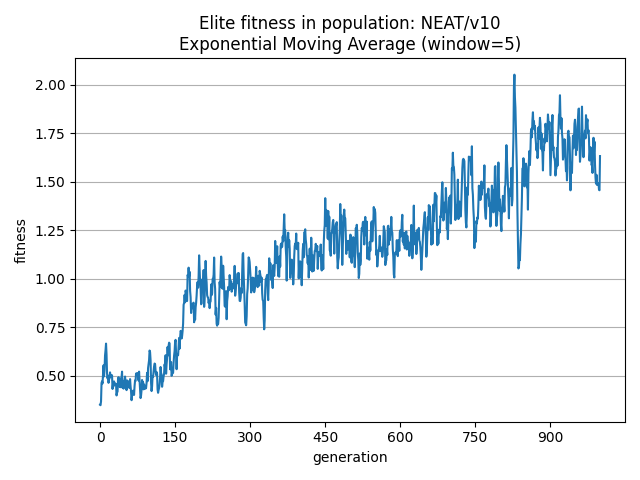 Elite fitness in population: NEAT/v10
Exponential Moving Average (window=5)
fitness
2.00
1.75
1.50
1.25
1.00
0.75
0.50
0 150 300 450 600 750 900
generation